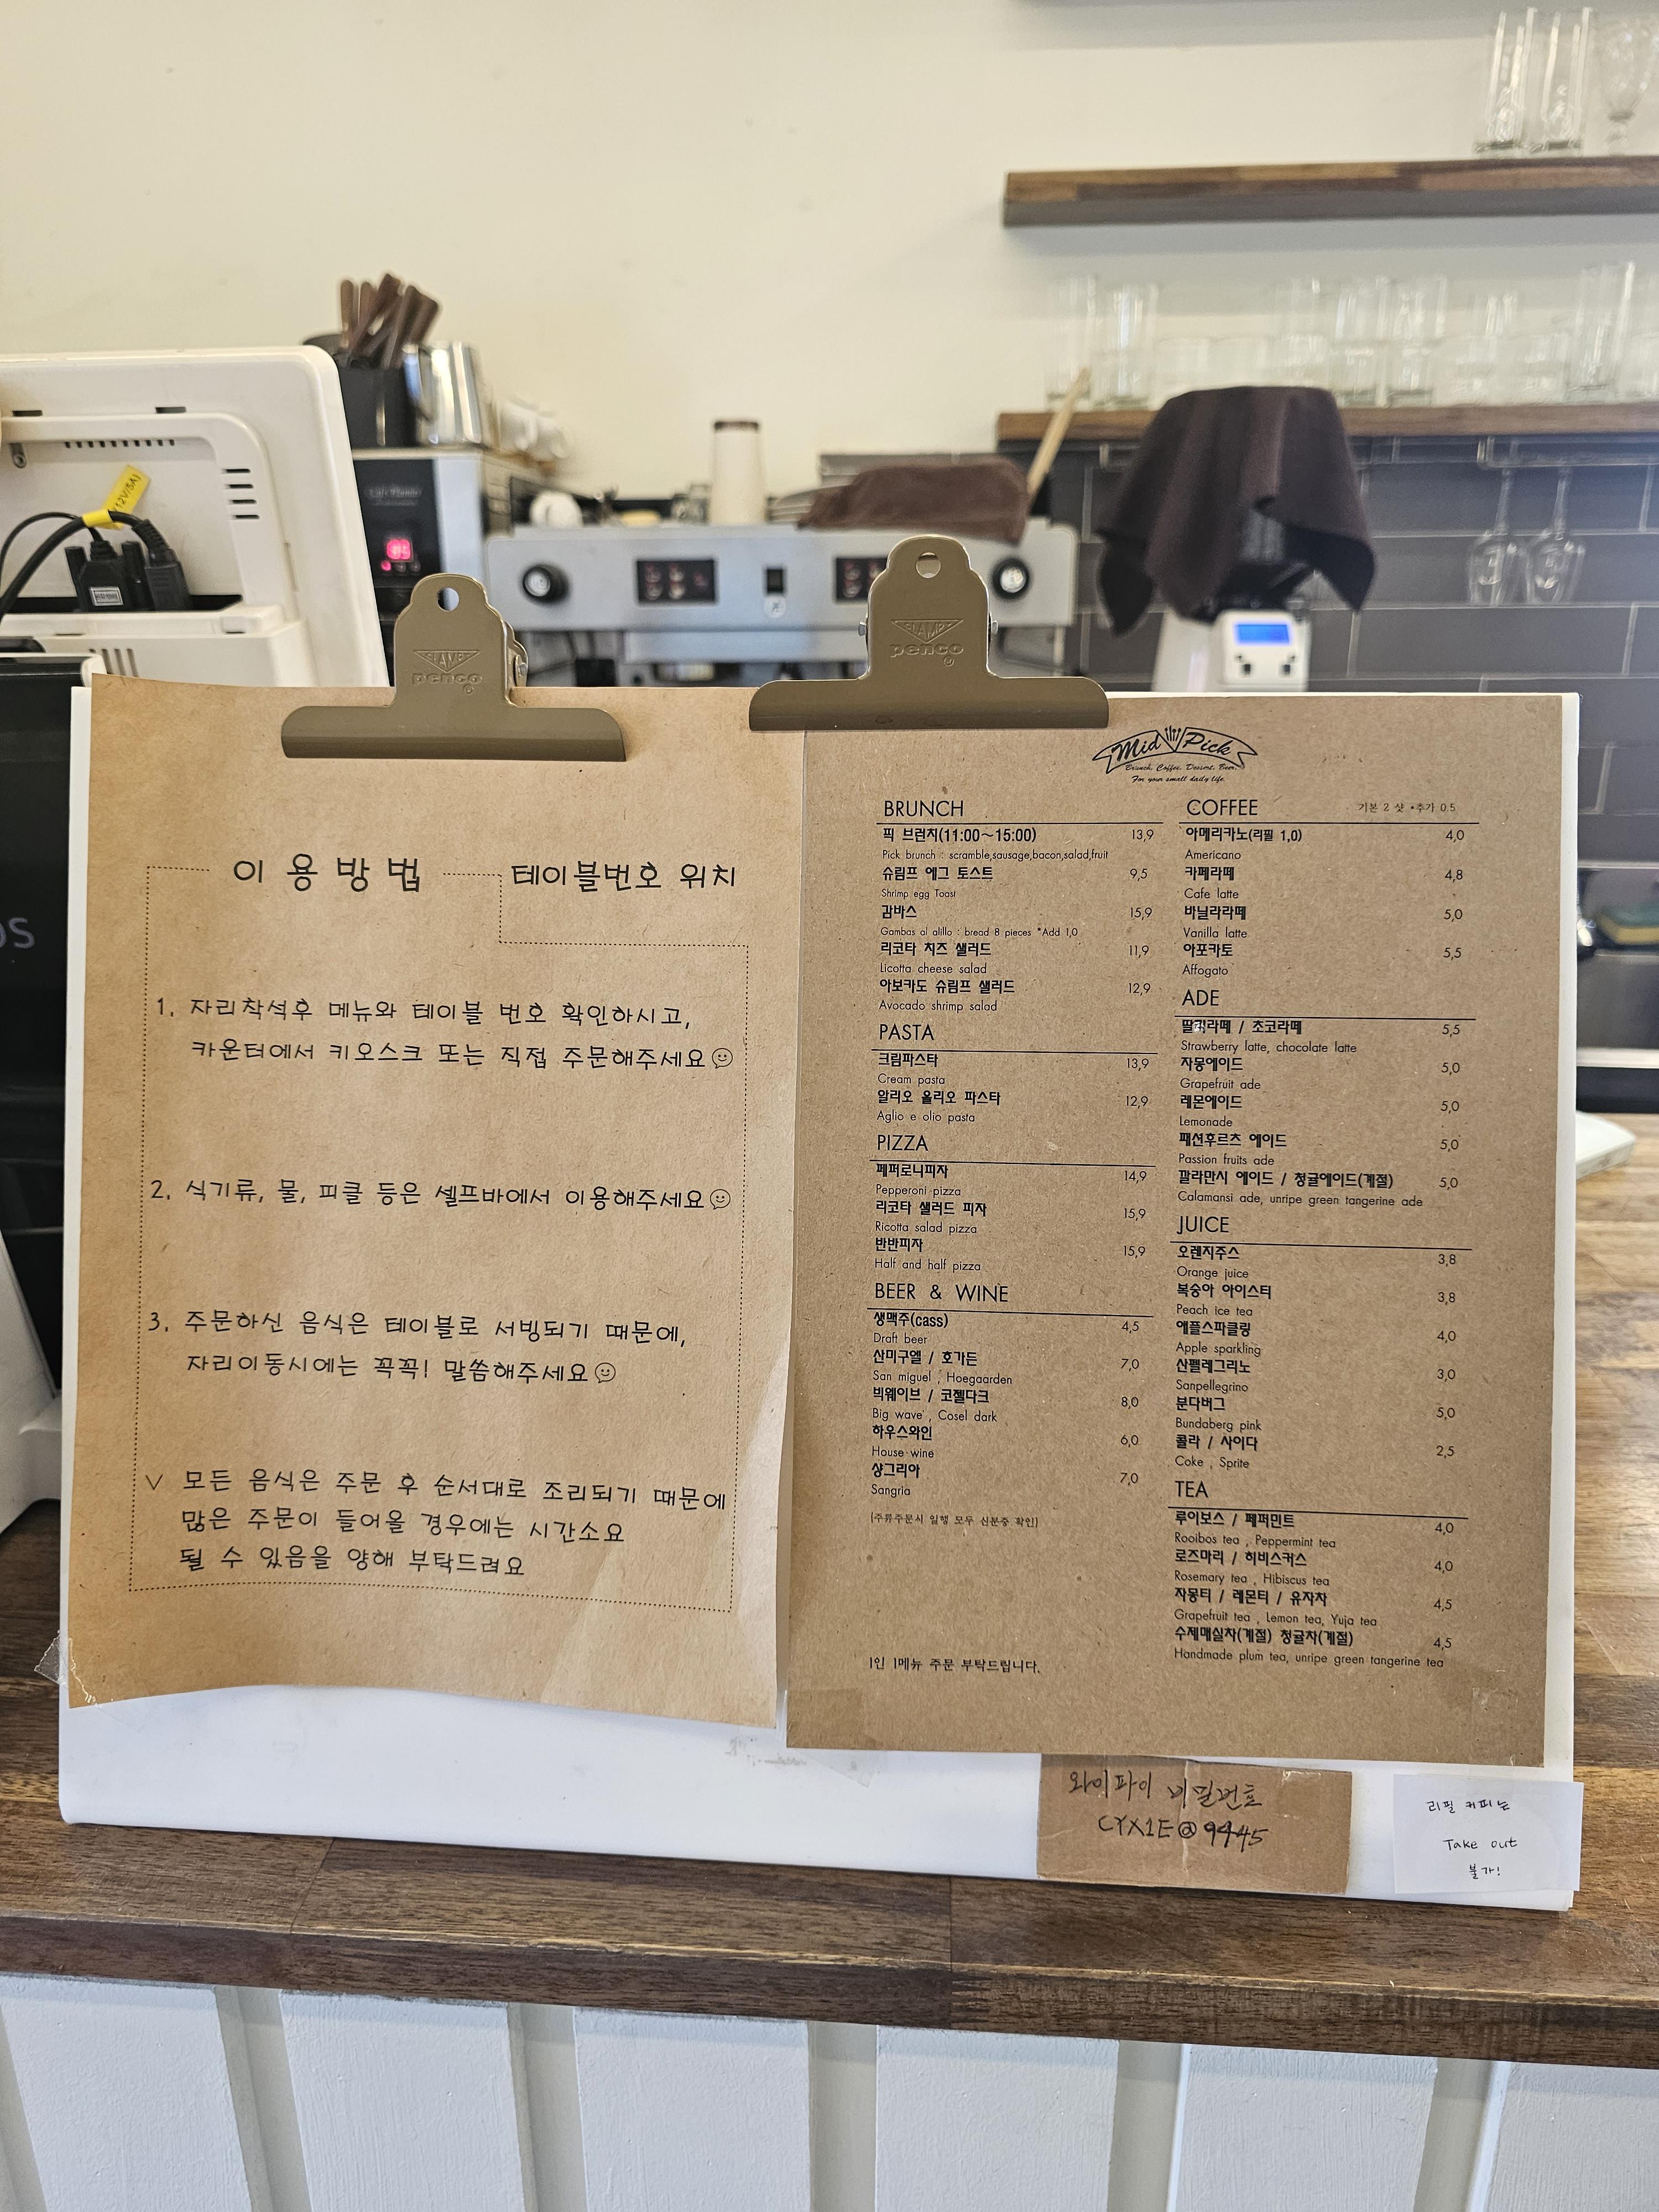 12V/5A)
CLAMP
penco
CLAMP
penco
os
이용방법
테이블번호 위치
1. 자리착석후 메뉴와 테이블 번호 확인하시고,
카운터에서 키오스크 또는 직접 주문해주세요
2. 식기류, 물, 피클 등은 셀프바에서 이용해주세요
3. 주문하신 음식은 테이블로 서빙되기 때문에,
자리이동시에는 꼭꼭! 말씀해주세요
V 모든 음식은 주문 후 순서대로 조리되기 때문에
많은 주문이 들어올 경우에는 시간소요
될 수 있음을 양해 부탁드려요
Mid Pick
Brunch. Coffee. Dessert. Beer.
For your small daily life.
BRUNCH
픽 브런치(11:00~15:00) 13,9
Pick brunch : scramble,sausage,bacon,salad,fruit
슈림프 에그 토스트 9,5
Shrimp egg Toast
감바스 15,9
Gambas al alillo : bread 8 pieces *Add 1,0
리코타 치즈 샐러드 11,9
Licotta cheese salad
아보카도 슈림프 샐러드 12,9
Avocado shrimp salad
PASTA
크림파스타 13,9
Cream pasta
알리오 올리오 파스타 12,9
Aglio e olio pasta
PIZZA
페퍼로니피자 14,9
Pepperoni pizza
리코타 샐러드 피자 15,9
Ricotta salad pizza
반반피자 15,9
Half and half pizza
BEER & WINE
생맥주(cass) 4,5
Draft beer
산미구엘 / 호가든 7,0
San miguel , Hoegaarden
빅웨이브 / 코젤다크 8,0
Big wave , Cosel dark
하우스와인 6,0
House wine
샹그리아 7,0
Sangria
(주류주문시 일행 모두 신분증 확인)
1인 1메뉴 주문 부탁드립니다.
COFFEE 기본 2 샷 •추가 0.5
아메리카노(리필 1,0) 4,0
Americano
카페라떼 4,8
Cafe latte
바닐라라떼 5,0
Vanilla latte
아포카토 5,5
Affogato
ADE
딸기라떼 / 초코라떼 5,5
Strawberry latte, chocolate latte
자몽에이드 5,0
Grapefruit ade
레몬에이드 5,0
Lemonade
패션후르츠 에이드 5,0
Passion fruits ade
깔라만시 에이드 / 청귤에이드(계절) 5,0
Calamansi ade, unripe green tangerine ade
JUICE
오렌지주스 3,8
Orange juice
복숭아 아이스티 3,8
Peach ice tea
애플스파클링 4,0
Apple sparkling
산펠레그리노 3,0
Sanpellegrino
분다버그 5,0
Bundaberg pink
콜라 / 사이다 2,5
Coke , Sprite
TEA
루이보스 / 페퍼민트 4,0
Rooibos tea , Peppermint tea
로즈마리 / 히비스커스 4,0
Rosemary tea , Hibiscus tea
자몽티 / 레몬티 / 유자차 4,5
Grapefruit tea , Lemon tea, Yuja tea
수제매실차(계절) 청귤차(계절) 4,5
Handmade plum tea, unripe green tangerine tea
와이파이 비밀번호
CYX1E@9445
리필 커피는
Take out
불가!